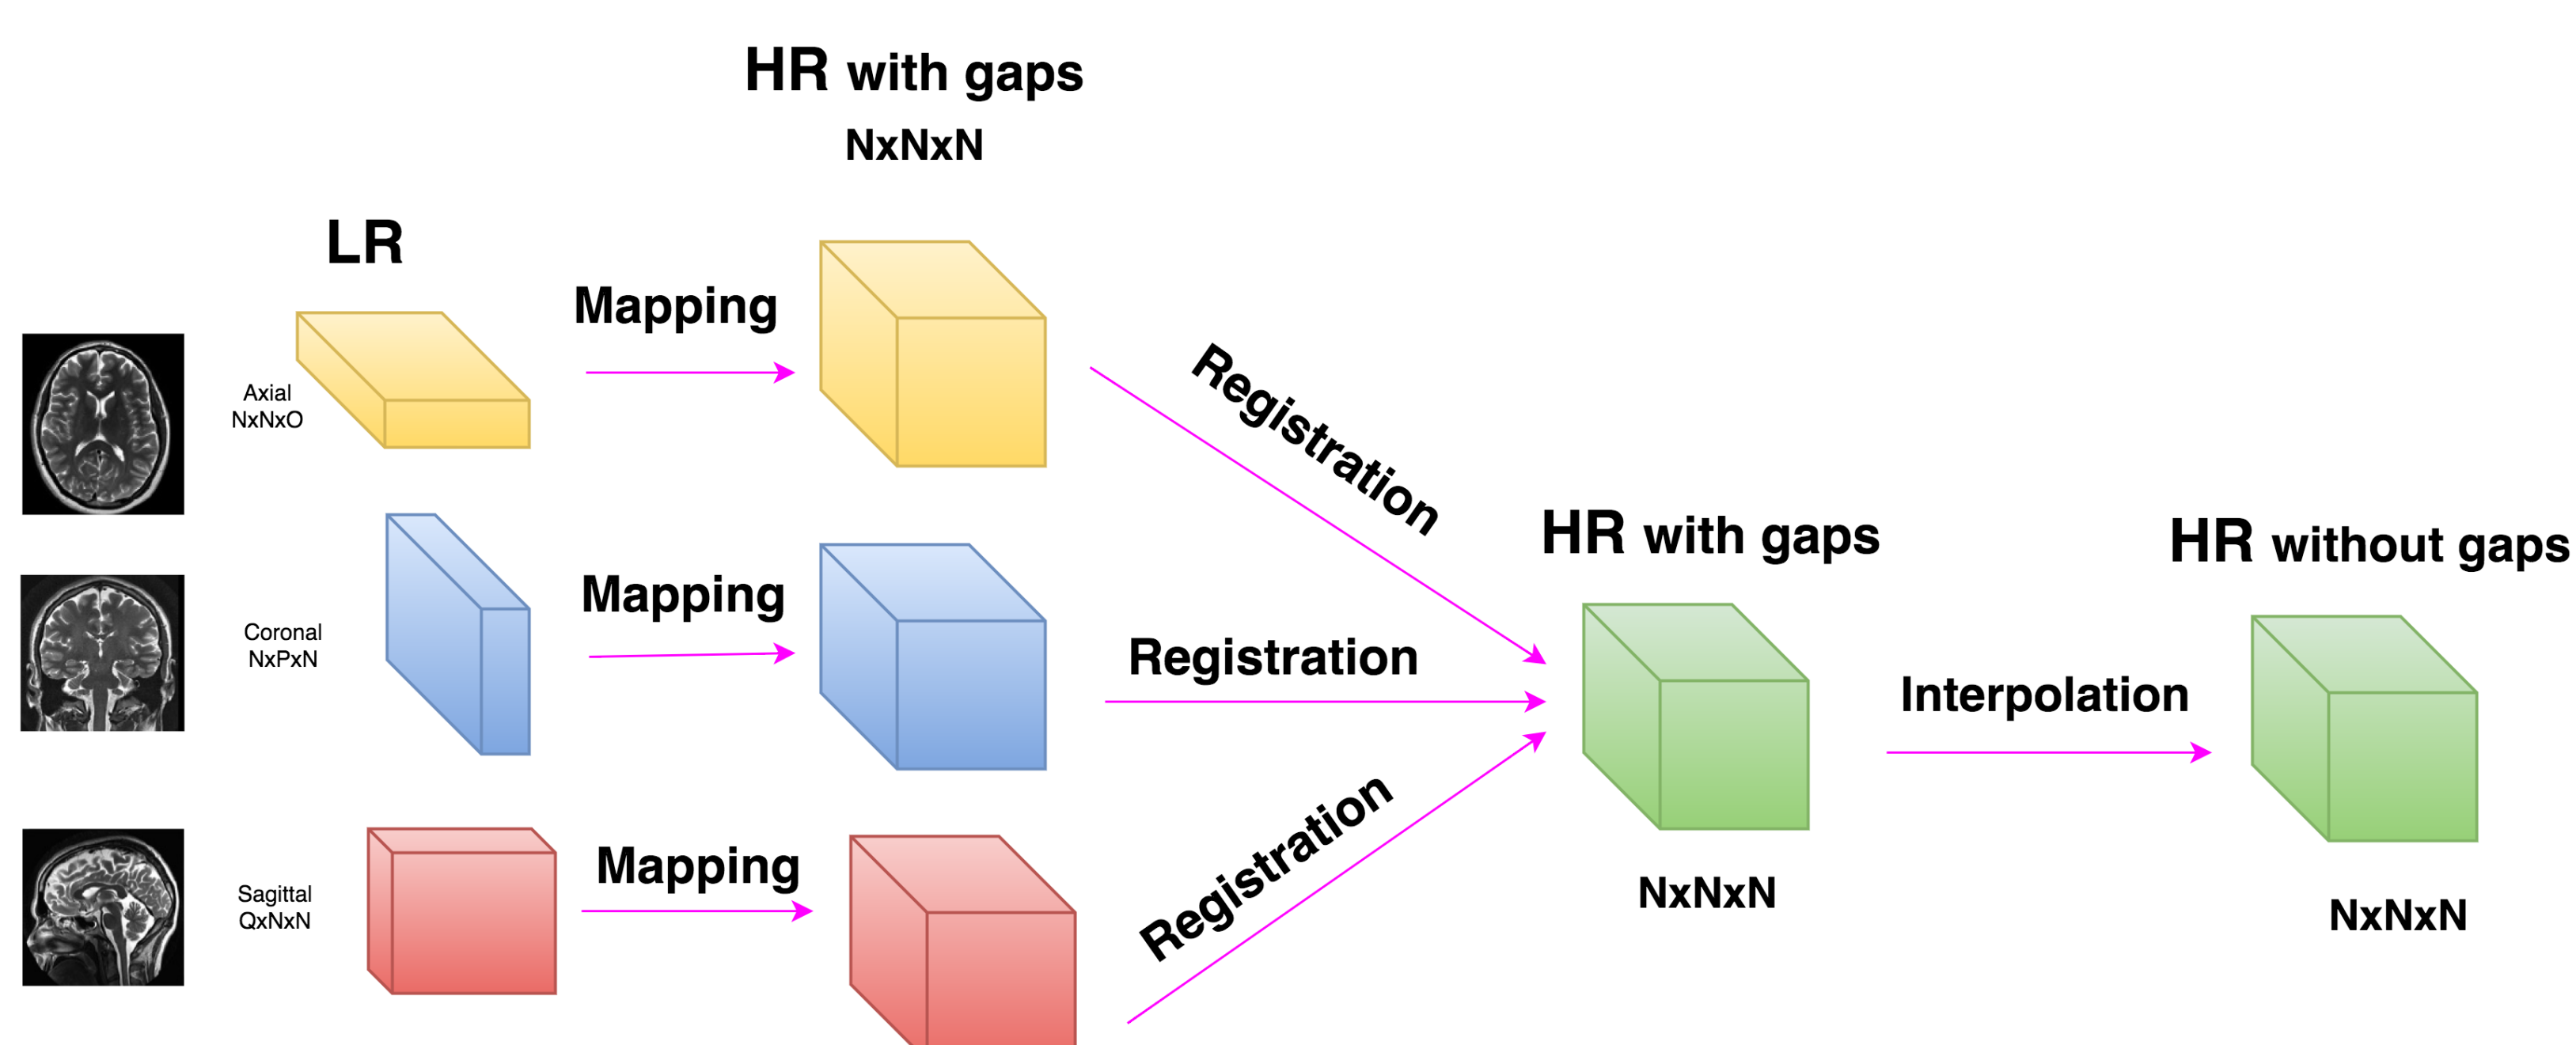 HR with gaps
NxNxN
LR
Mapping
Axial
NxNxO
Registration
Mapping
Coronal
NxPxN
Registration
HR with gaps
NxNxN
Interpolation
HR without gaps
NxNxN
Mapping
Sagittal
QxNxN
Registration